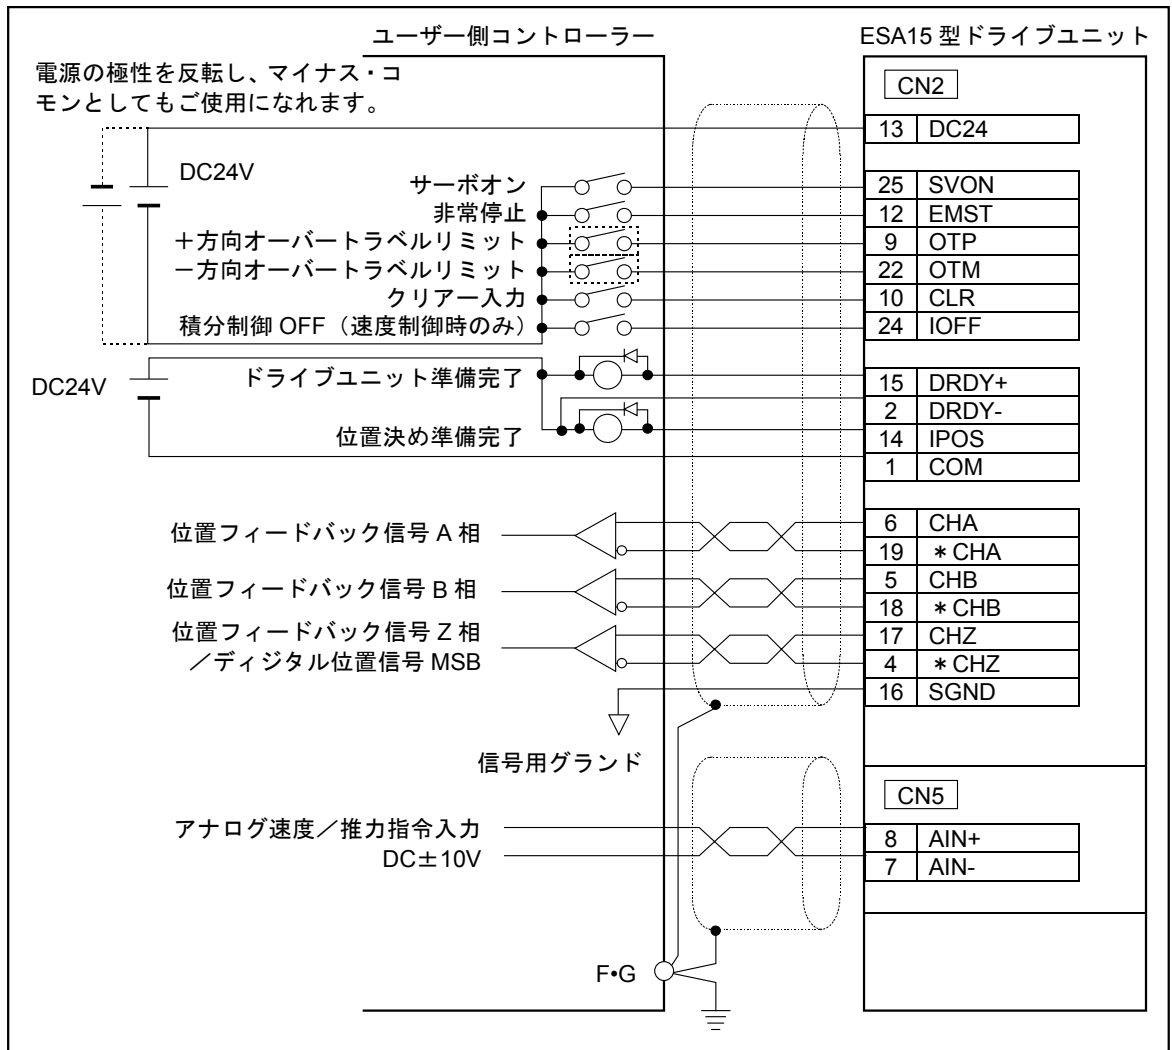 ユーザー側コントローラー
ESA15 型ドライブユニット
電源の極性を反転し、マイナス・コ
モンとしてもご使用になれます。
CN2
13 DC24
DC24V
サーボオン
25 SVON
非常停止
12 EMST
＋方向オーバートラベルリミット
9 OTP
－方向オーバートラベルリミット
22 OTM
クリアー入力
10 CLR
積分制御 OFF（速度制御時のみ）
24 IOFF
DC24V
ドライブユニット準備完了
15 DRDY+
2 DRDY-
位置決め準備完了
14 IPOS
1 COM
位置フィードバック信号 A 相
6 CHA
19 ＊CHA
位置フィードバック信号 B 相
5 CHB
18 ＊CHB
位置フィードバック信号 Z 相
／ディジタル位置信号 MSB
17 CHZ
4 ＊CHZ
16 SGND
信号用グランド
CN5
アナログ速度／推力指令入力
DC±10V
8 AIN+
7 AIN-
F•G